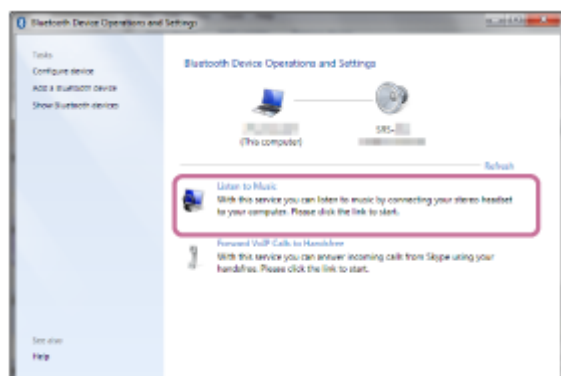 Bluetooth Device Operations and Settings
Tasks
Configure device
Add a Bluetooth device
Show Bluetooth devices
Bluetooth Device Operations and Settings
(This computer)
SRS-
Refresh
Listen to Music
With this service you can listen to music by connecting your stereo headset
to your computer. Please click the link to start.
Forward VoIP Calls to Handsfree
With this service you can answer incoming calls from Skype using your
handsfree. Please click the link to start.
See also
Help